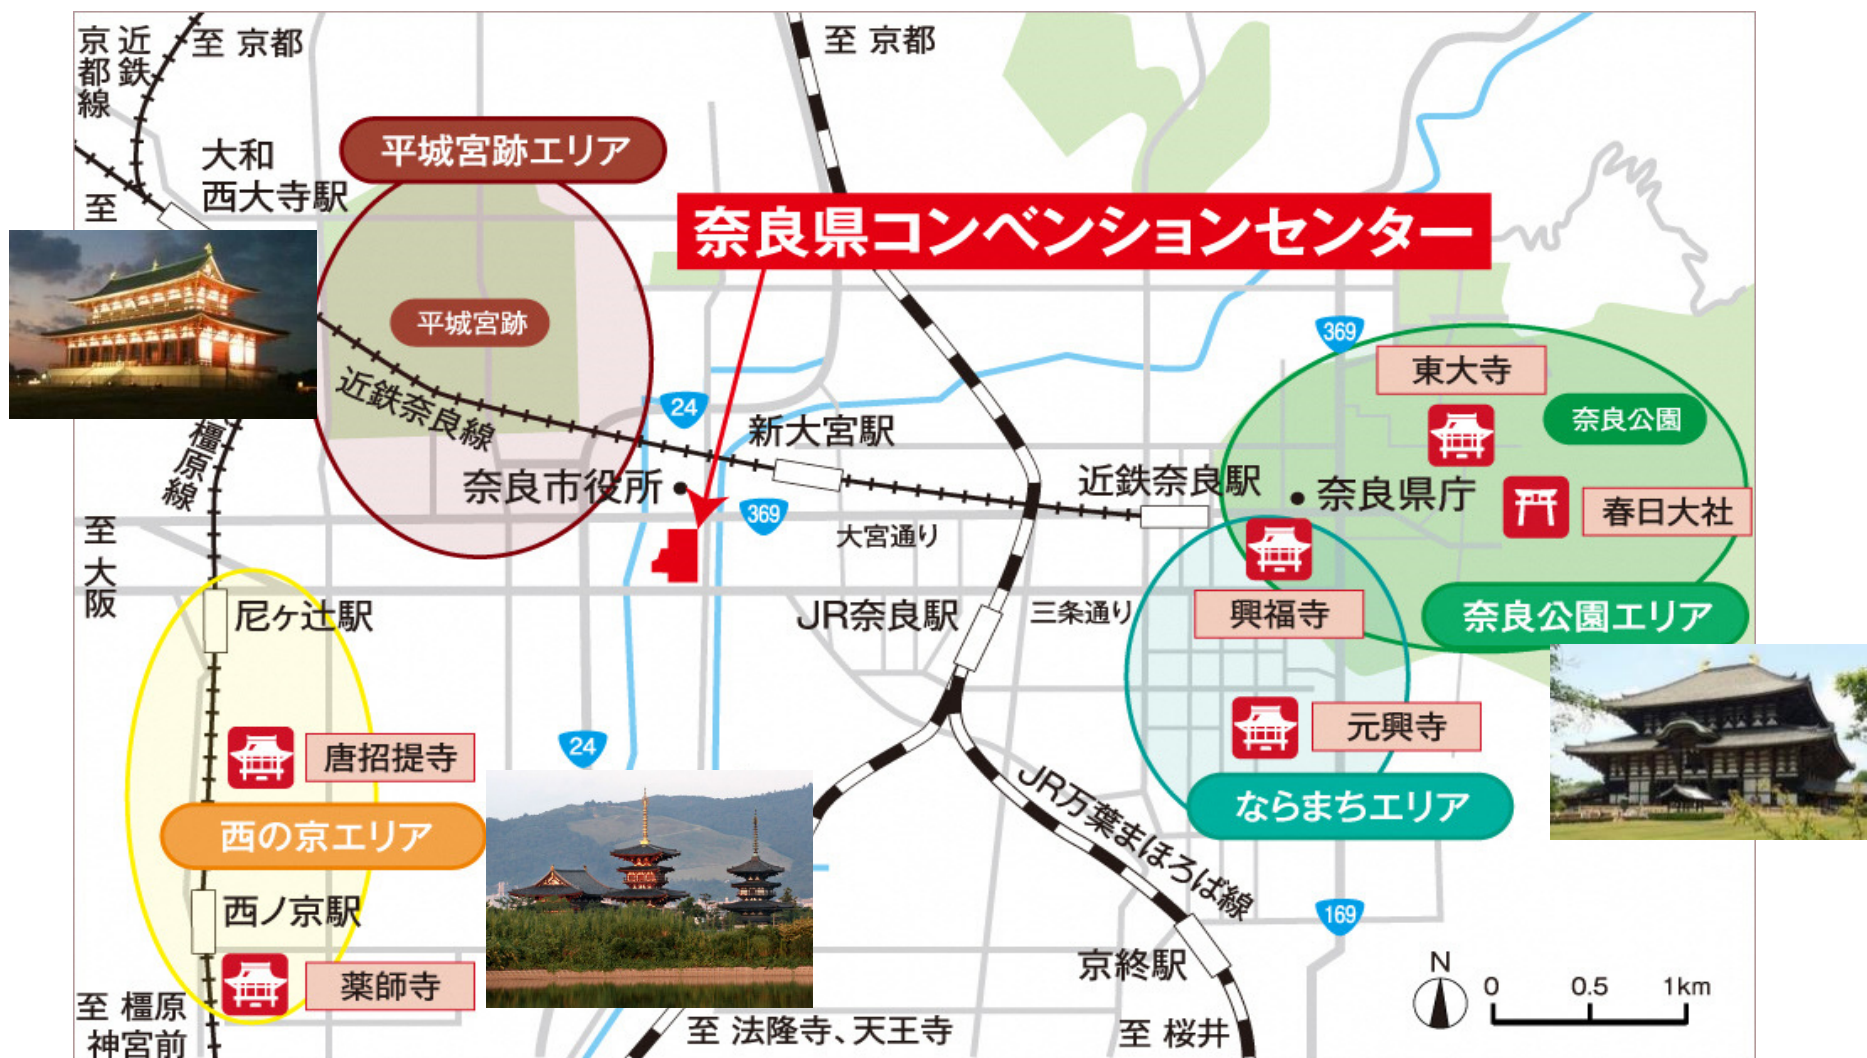 近鉄
京都線
至 京都
至 京都
平城宮跡エリア
大和
西大寺駅
至
奈良県コンベンションセンター
平城宮跡
369
東大寺
奈良公園
近鉄奈良線
24
新大宮駅
橿原線
奈良市役所
近鉄奈良駅
奈良県庁
春日大社
369
大宮通り
至 大阪
尼ヶ辻駅
JR奈良駅
三条通り
興福寺
奈良公園エリア
唐招提寺
24
元興寺
西の京エリア
JR万葉まほろば線
ならまちエリア
西ノ京駅
169
京終駅
薬師寺
N
0 0.5 1km
至 橿原
神宮前
至 法隆寺、天王寺
至 桜井